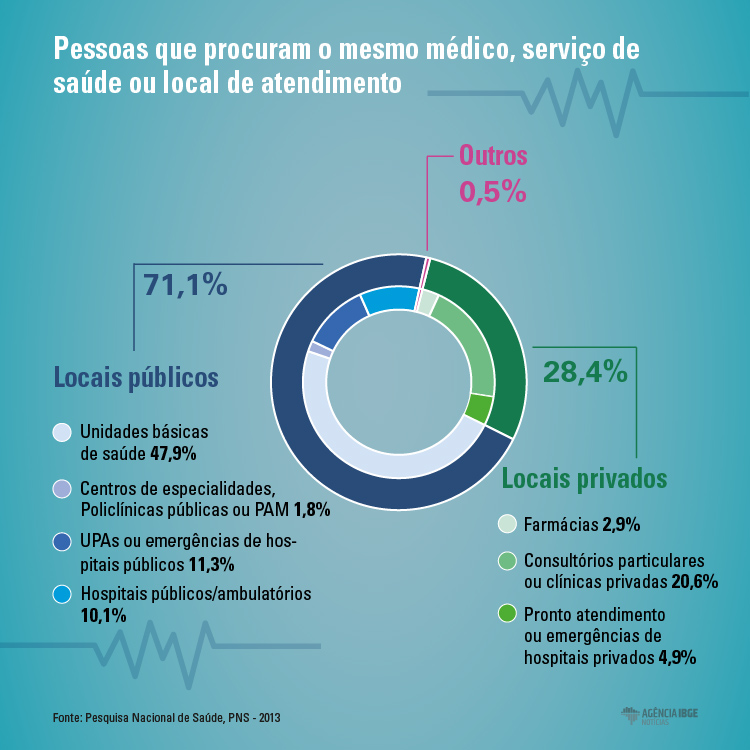 Pessoas que procuram o mesmo médico, serviço de
saúde ou local de atendimento
Outros
0,5%
71,1%
Locais públicos
Unidades básicas
de saúde 47,9%
Centros de especialidades,
Policlínicas públicas ou PAM 1,8%
UPAs ou emergências de hos-
pitais públicos 11,3%
Hospitais públicos/ambulatórios
10,1%
28,4%
Locais privados
Farmácias 2,9%
Consultórios particulares
ou clínicas privadas 20,6%
Pronto atendimento
ou emergências de
hospitais privados 4,9%
Fonte: Pesquisa Nacional de Saúde, PNS - 2013
AGÊNCIA IBGE
NOTÍCIAS